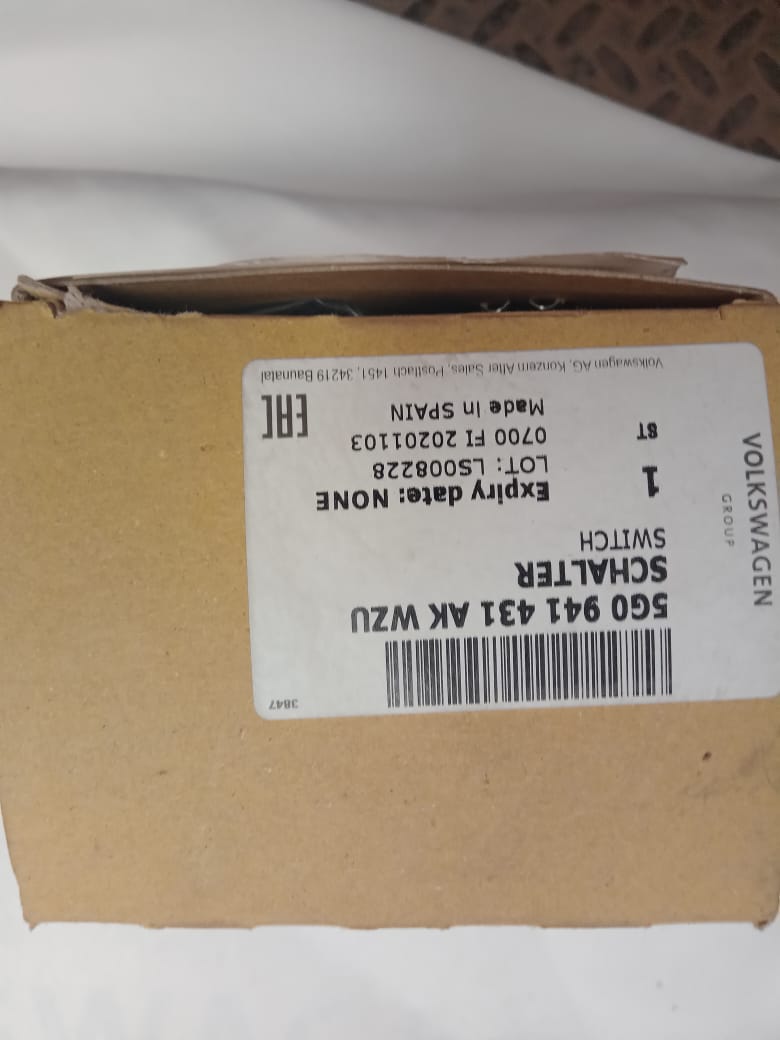 3847
5G0 941 431 AK WZU
SCHALTER
SWITCH
Expiry date: NONE
1
LOT: LS008228
0700 FI 20201103
ST
Made in SPAIN
EAC
Volkswagen AG, Konzern After Sales, Postfach 1451, 34219 Baunatal
VOLKSWAGEN
GROUP